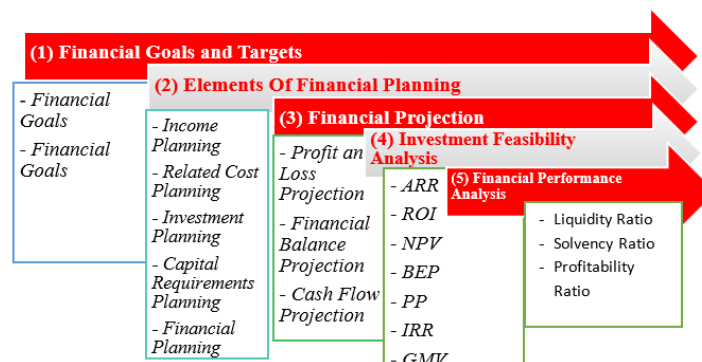 (1) Financial Goals and Targets
- Financial
Goals
- Financial
Goals
(2) Elements Of Financial Planning
- Income
Planning
- Related Cost
Planning
- Investment
Planning
- Capital
Requirements
Planning
- Financial
Planning
(3) Financial Projection
- Profit an
Loss
Projection
- Financial
Balance
Projection
- Cash Flow
Projection
(4) Investment Feasibility
Analysis
- ARR
- ROI
- NPV
- BEP
- PP
- IRR
- GMV
(5) Financial Performance
Analysis
- Liquidity Ratio
- Solvency Ratio
- Profitability
Ratio